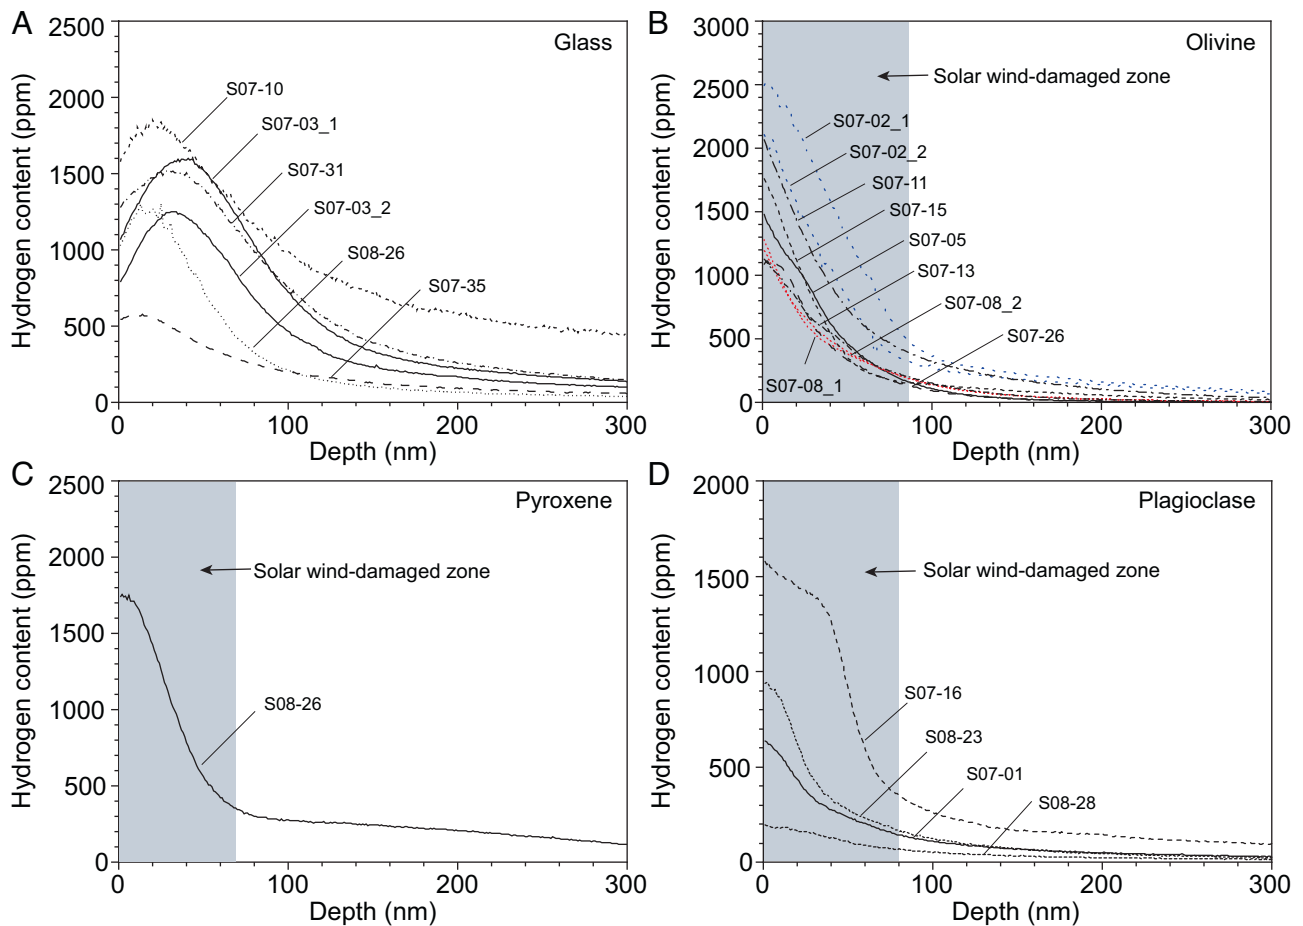 A
Glass
Hydrogen content (ppm)
2500
2000
1500
1000
500
0
S07-10
S07-03_1
S07-31
S07-03_2
S08-26
S07-35
0
100
200
300
Depth (nm)
B
Olivine
Hydrogen content (ppm)
3000
2500
2000
1500
1000
500
0
Solar wind-damaged zone
S07-02_1
S07-02_2
S07-11
S07-15
S07-05
S07-13
S07-08_2
S07-26
S07-08_1
0
100
200
300
Depth (nm)
C
Pyroxene
Hydrogen content (ppm)
2500
2000
1500
1000
500
0
Solar wind-damaged zone
S08-26
0
100
200
300
Depth (nm)
D
Plagioclase
Hydrogen content (ppm)
2000
1500
1000
500
0
Solar wind-damaged zone
S07-16
S08-23
S07-01
S08-28
0
100
200
300
Depth (nm)